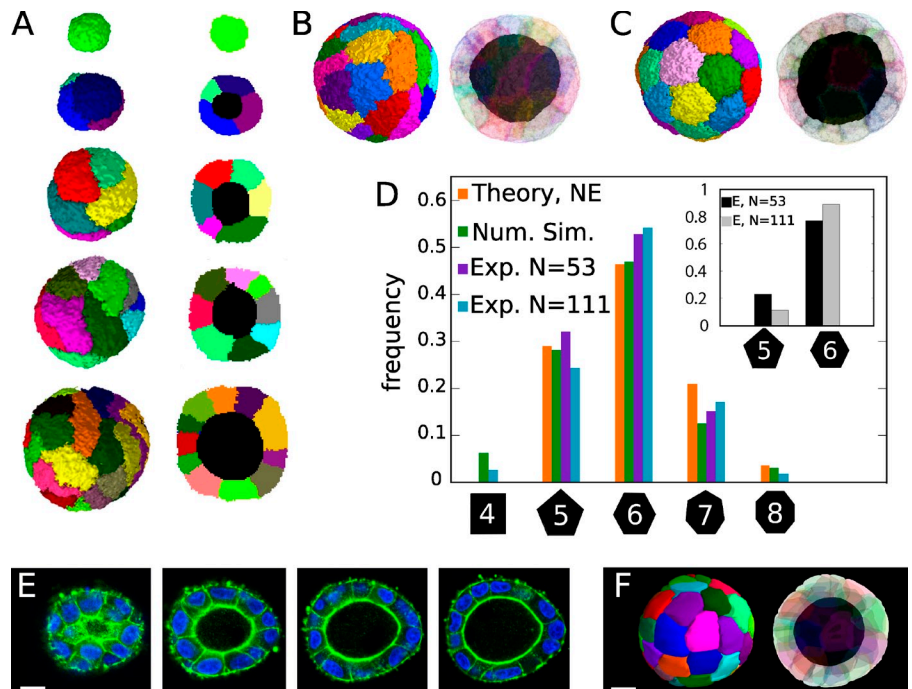 A
B
C
D
0.6
0.5
0.4
0.3
0.2
0.1
0
frequency
Theory, NE
Num. Sim.
Exp. N=53
Exp. N=111
4
5
6
7
8
1
0.8
0.6
0.4
0.2
0
E, N=53
E, N=111
5
6
E
F